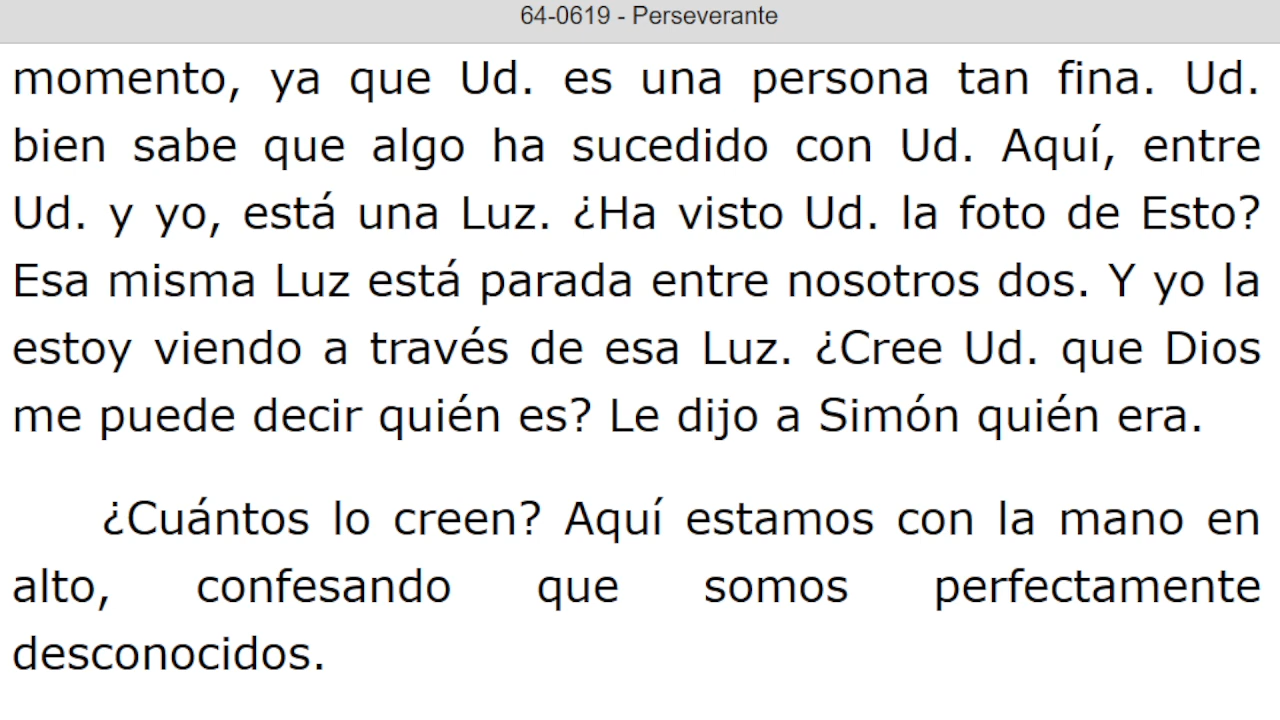 64-0619 - Perseverante
momento, ya que Ud. es una persona tan fina. Ud.
bien sabe que algo ha sucedido con Ud. Aquí, entre
Ud. y yo, está una Luz. ¿Ha visto Ud. la foto de Esto?
Esa misma Luz está parada entre nosotros dos. Y yo la
estoy viendo a través de esa Luz. ¿Cree Ud. que Dios
me puede decir quién es? Le dijo a Simón quién era.
¿Cuántos lo creen? Aquí estamos con la mano en
alto, confesando que somos perfectamente
desconocidos.